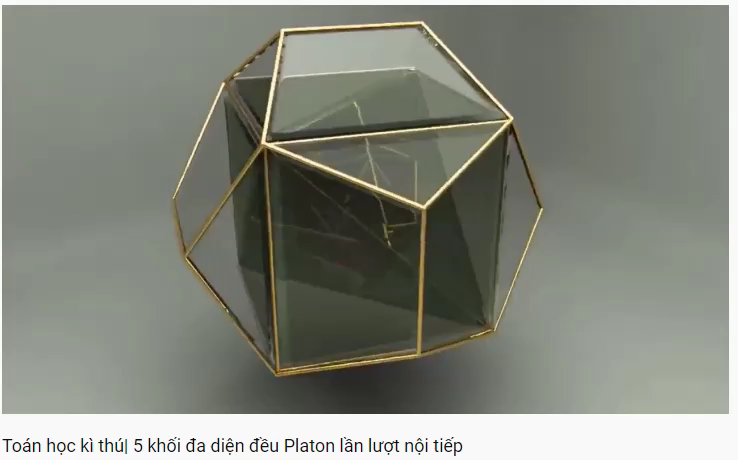 Toán học kì thú| 5 khối đa diện đều Platon lần lượt nội tiếp